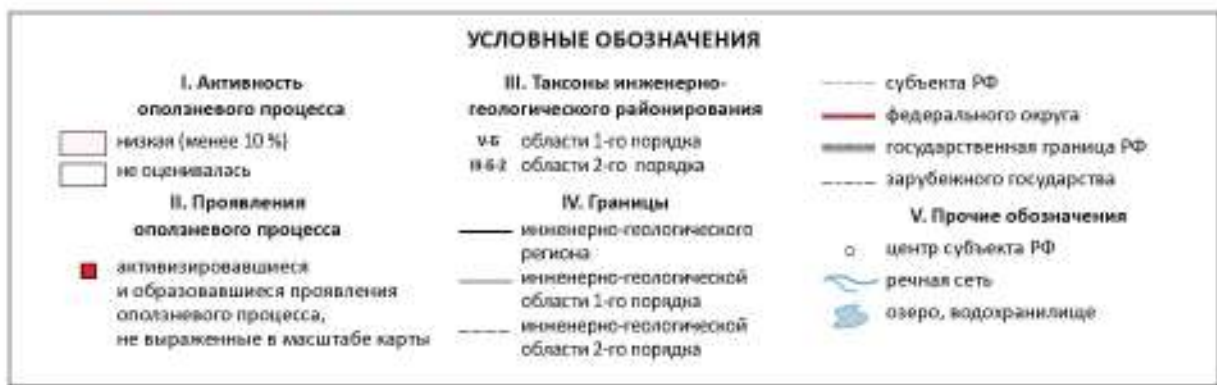 УСЛОВНЫЕ ОБОЗНАЧЕНИЯ
I. Активность
оползневого процесса
низкая (менее 10 %)
не оценивалась
II. Проявления
оползневого процесса
активизировавшиеся
и образовавшиеся проявления
оползневого процесса,
не выраженные в масштабе карты
III. Таксоны инженерно-
геологического районирования
V-Б области 1-го порядка
III-Б-2 области 2-го порядка
IV. Границы
инженерно-геологического
региона
инженерно-геологической
области 1-го порядка
инженерно-геологической
области 2-го порядка
субъекта РФ
федерального округа
государственная граница РФ
зарубежного государства
V. Прочие обозначения
центр субъекта РФ
речная сеть
озеро, водохранилище